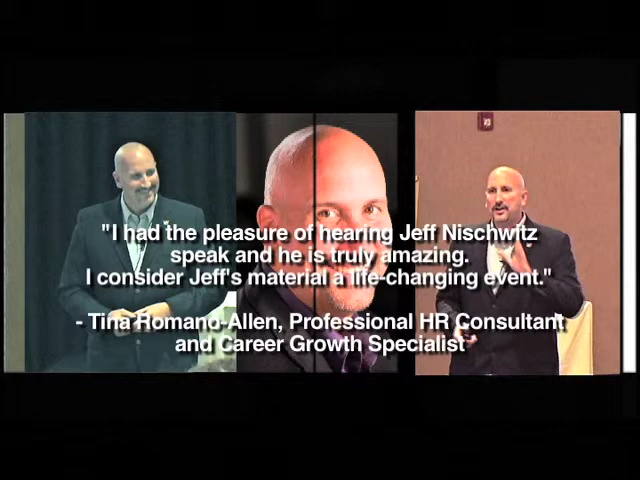 "I had the pleasure of hearing Jeff Nischwitz
speak and he is truly amazing.
I consider Jeff's material a life-changing event."
- Tina Romano-Allen, Professional HR Consultant
and Career Growth Specialist